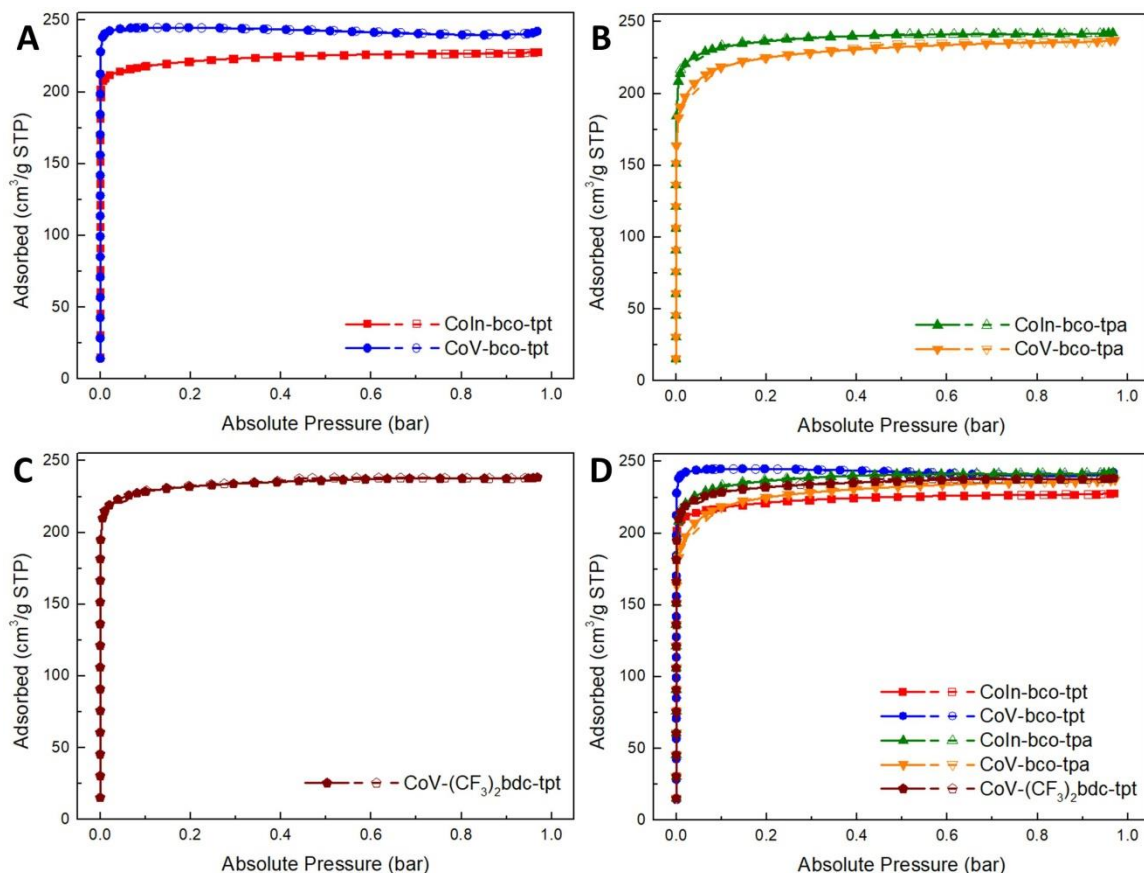 A
Adsorbed (cm³/g STP)
250
200
150
100
50
0
CoIn-bco-tpt
CoV-bco-tpt
0.0 0.2 0.4 0.6 0.8 1.0
Absolute Pressure (bar)
B
Adsorbed (cm³/g STP)
250
200
150
100
50
0
CoIn-bco-tpa
CoV-bco-tpa
0.0 0.2 0.4 0.6 0.8 1.0
Absolute Pressure (bar)
C
Adsorbed (cm³/g STP)
250
200
150
100
50
0
CoV-(CF₃)₂bdc-tpt
0.0 0.2 0.4 0.6 0.8 1.0
Absolute Pressure (bar)
D
Adsorbed (cm³/g STP)
250
200
150
100
50
0
CoIn-bco-tpt
CoV-bco-tpt
CoIn-bco-tpa
CoV-bco-tpa
CoV-(CF₃)₂bdc-tpt
0.0 0.2 0.4 0.6 0.8 1.0
Absolute Pressure (bar)